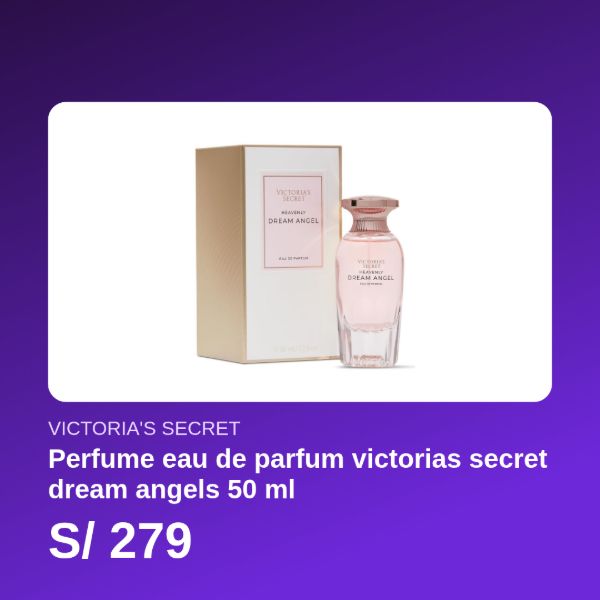 VICTORIA'S
SECRET
HEAVENLY
DREAM ANGEL
EAU DE PARFUM
VICTORIA'S
SECRET
HEAVENLY
DREAM ANGEL
EAU DE PARFUM
VICTORIA'S SECRET
Perfume eau de parfum victorias secret
dream angels 50 ml
S/ 279